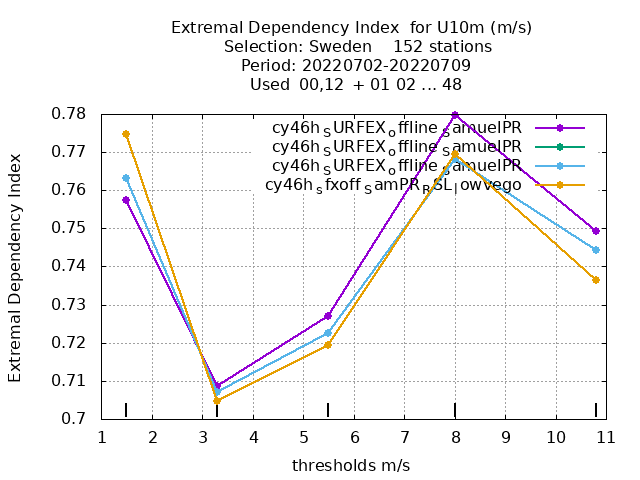 Extremal Dependency Index for U10m (m/s)
Selection: Sweden 152 stations
Period: 20220702-20220709
Used 00,12 + 01 02 ... 48
cy46h_SURFEX_offline_SamuelPR
cy46h_SURFEX_offline_SamuelPR
cy46h_SURFEX_offline_SamuelPR
cy46h_sfxoff_samPR_RSL_lowvego
Extremal Dependency Index
0.78
0.77
0.76
0.75
0.74
0.73
0.72
0.71
0.7
1 2 3 4 5 6 7 8 9 10 11
thresholds m/s